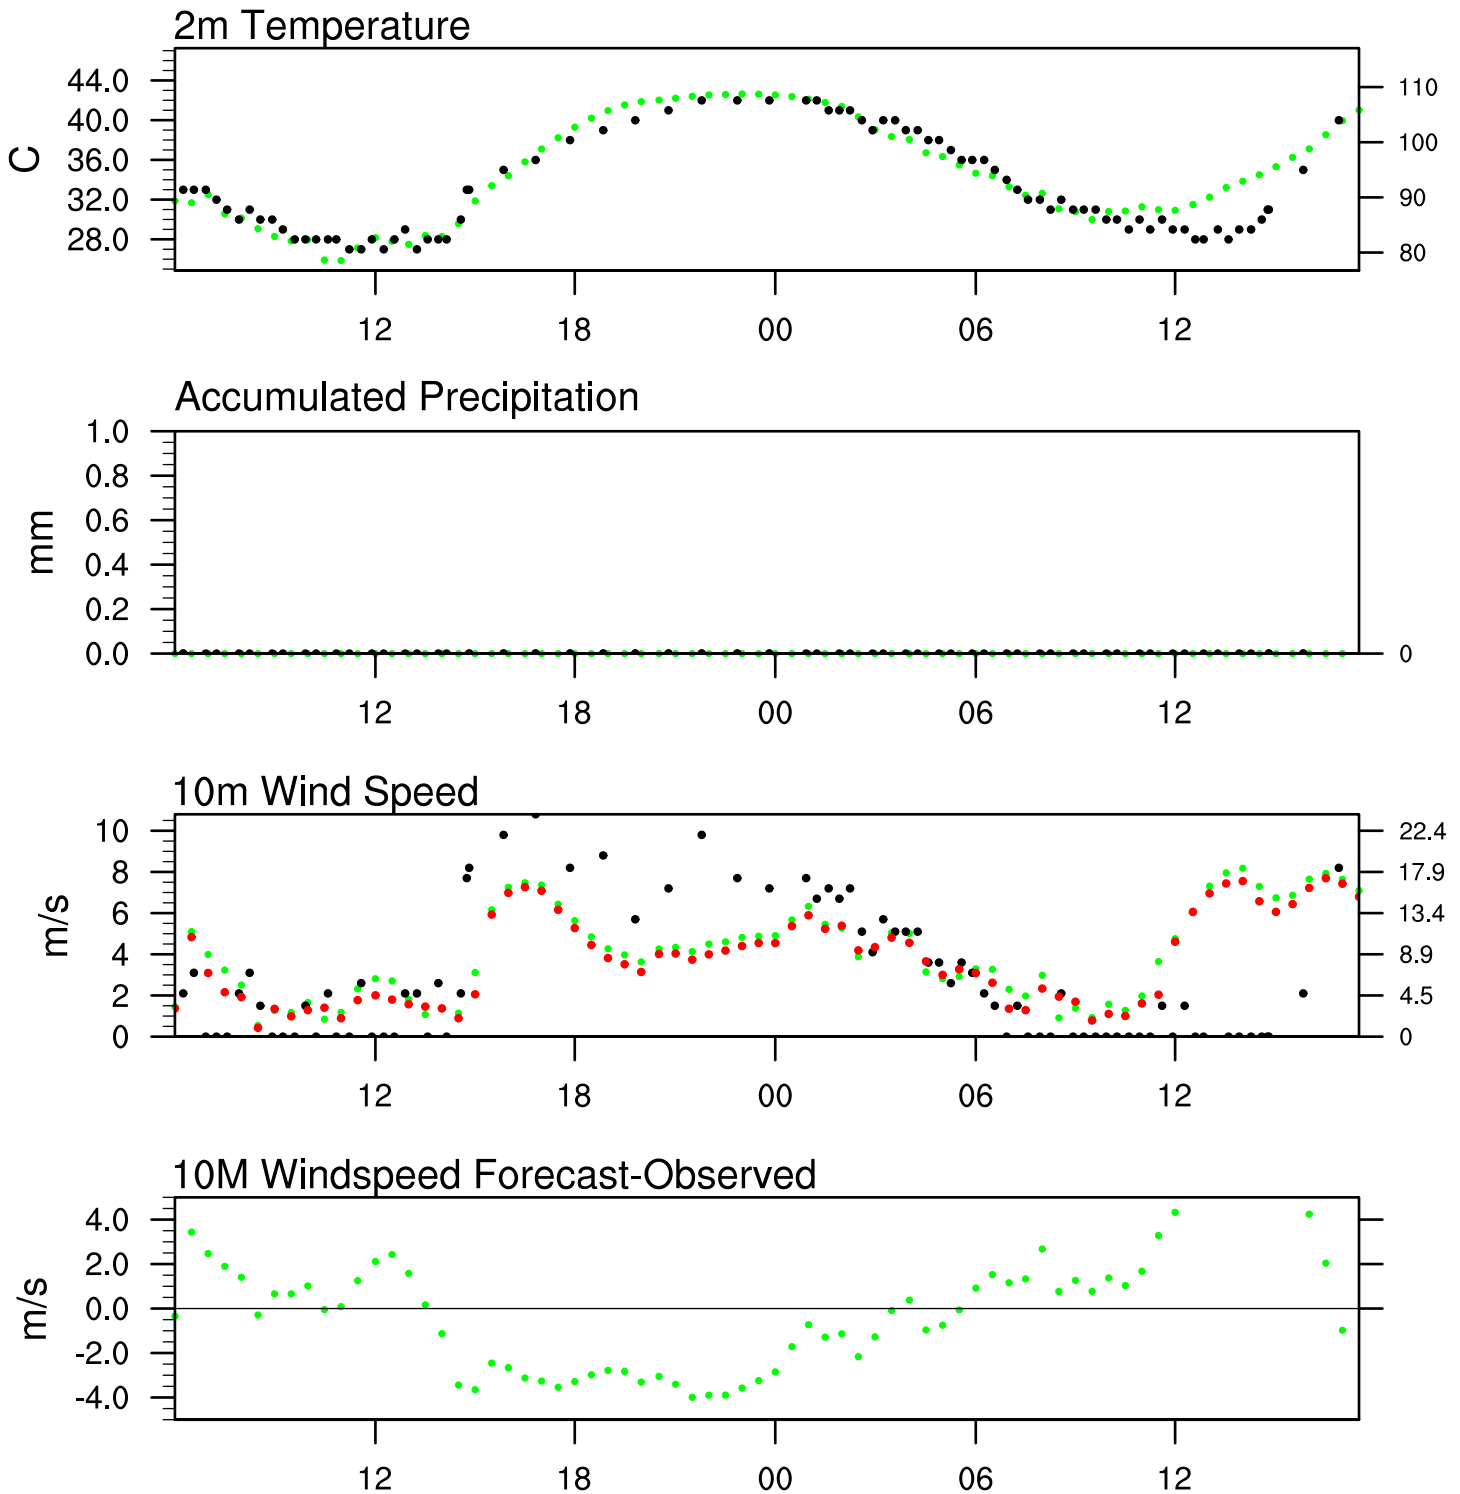 2m Temperature
44.0
40.0
36.0
32.0
28.0
C
110
100
90
80
12 18 00 06 12
Accumulated Precipitation
1.0
0.8
0.6
0.4
0.2
0.0
mm
0
12 18 00 06 12
10m Wind Speed
10
8
6
4
2
0
m/s
22.4
17.9
13.4
8.9
4.5
0
12 18 00 06 12
10M Windspeed Forecast-Observed
4.0
2.0
0.0
-2.0
-4.0
m/s
12 18 00 06 12